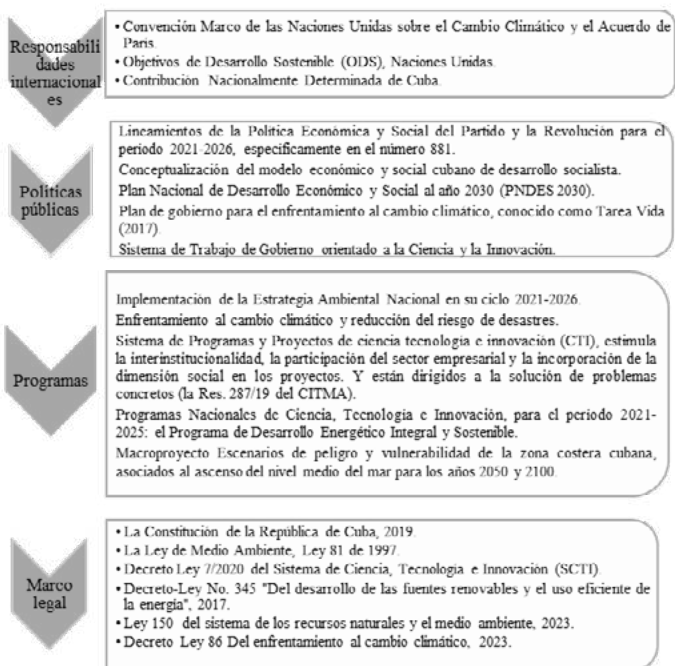 Responsabili
dades
internacional
es
• Convención Marco de las Naciones Unidas sobre el Cambio Climático y el Acuerdo de
París.
• Objetivos de Desarrollo Sostenible (ODS), Naciones Unidas.
• Contribución Nacionalmente Determinada de Cuba.
Políticas
públicas
Lineamientos de la Política Económica y Social del Partido y la Revolución para el
período 2021-2026, específicamente en el número 881.
Conceptualización del modelo económico y social cubano de desarrollo socialista.
Plan Nacional de Desarrollo Económico y Social al año 2030 (PNDES 2030).
Plan de gobierno para el enfrentamiento al cambio climático, conocido como Tarea Vida
(2017).
Sistema de Trabajo de Gobierno orientado a la Ciencia y la Innovación.
Programas
Implementación de la Estrategia Ambiental Nacional en su ciclo 2021-2026.
Enfrentamiento al cambio climático y reducción del riesgo de desastres.
Sistema de Programas y Proyectos de ciencia tecnología e innovación (CTI), estimula
la interinstitucionalidad, la participación del sector empresarial y la incorporación de la
dimensión social en los proyectos. Y están dirigidos a la solución de problemas
concretos (la Res. 287/19 del CITMA).
Programas Nacionales de Ciencia, Tecnología e Innovación, para el período 2021-
2025: el Programa de Desarrollo Energético Integral y Sostenible.
Macroproyecto Escenarios de peligro y vulnerabilidad de la zona costera cubana,
asociados al ascenso del nivel medio del mar para los años 2050 y 2100.
Marco
legal
• La Constitución de la República de Cuba, 2019.
• La Ley de Medio Ambiente, Ley 81 de 1997.
• Decreto Ley 7/2020 del Sistema de Ciencia, Tecnología e Innovación (SCTI).
• Decreto-Ley No. 345 "Del desarrollo de las fuentes renovables y el uso eficiente de
la energía", 2017.
• Ley 150 del sistema de los recursos naturales y el medio ambiente, 2023.
• Decreto Ley 86 Del enfrentamiento al cambio climático, 2023.